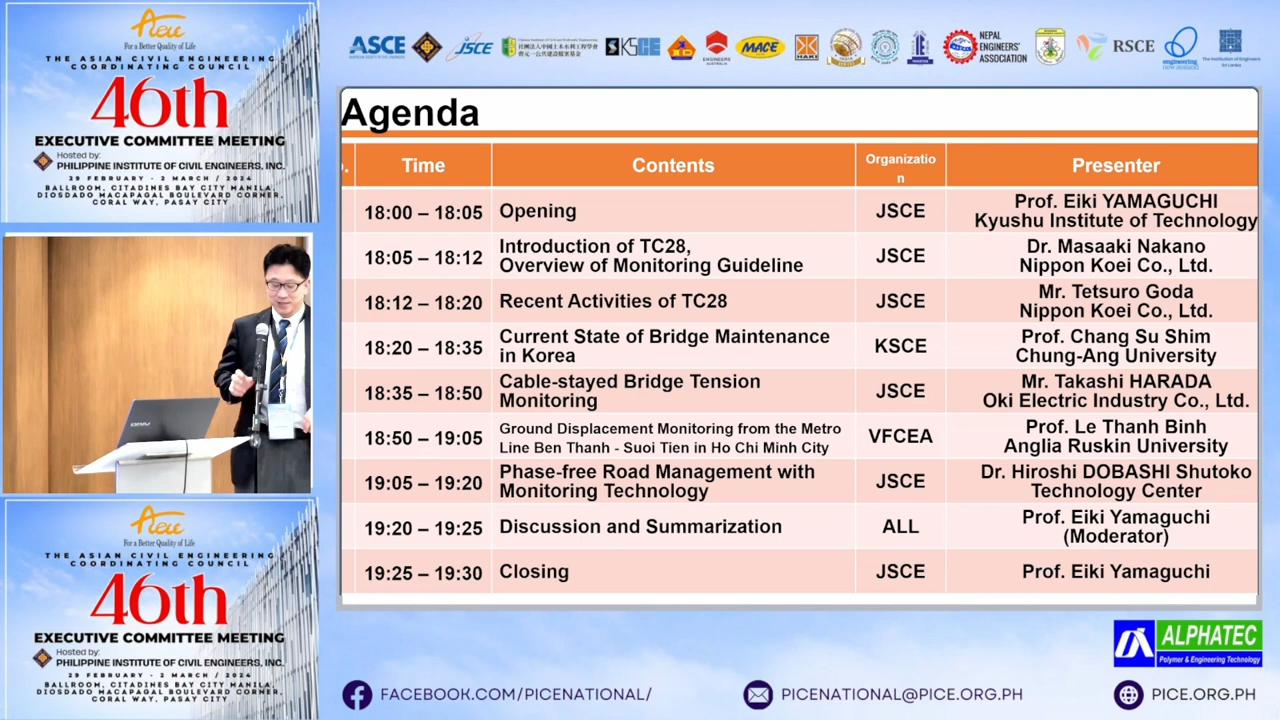 Acecc
For a Better Quality of Life
THE ASIAN CIVIL ENGINEERING
COORDINATING COUNCIL
46th
EXECUTIVE COMMITTEE MEETING
Hosted by:
PHILIPPINE INSTITUTE OF CIVIL ENGINEERS, INC.
29 FEBRUARY - 2 MARCH / 2024
BALLROOM, CITADINES BAY CITY MANILA,
DIOSDADO MACAPAGAL BOULEVARD CORNER,
CORAL WAY, PASAY CITY
ASCE
JSCE
KSCE
ENGINEERS
AUSTRALIA
MACE
HAKI
NEPAL
ENGINEERS'
ASSOCIATION
RSCE
engineering
new zealand
The Institution of Engineers
Sri Lanka
Agenda
Time Contents Organizatio
n Presenter
18:00 – 18:05 Opening JSCE Prof. Eiki YAMAGUCHI
Kyushu Institute of Technology
18:05 – 18:12 Introduction of TC28,
Overview of Monitoring Guideline JSCE Dr. Masaaki Nakano
Nippon Koei Co., Ltd.
18:12 – 18:20 Recent Activities of TC28 JSCE Mr. Tetsuro Goda
Nippon Koei Co., Ltd.
18:20 – 18:35 Current State of Bridge Maintenance
in Korea KSCE Prof. Chang Su Shim
Chung-Ang University
18:35 – 18:50 Cable-stayed Bridge Tension
Monitoring JSCE Mr. Takashi HARADA
Oki Electric Industry Co., Ltd.
18:50 – 19:05 Ground Displacement Monitoring from the Metro
Line Ben Thanh - Suoi Tien in Ho Chi Minh City VFCEA Prof. Le Thanh Binh
Anglia Ruskin University
19:05 – 19:20 Phase-free Road Management with
Monitoring Technology JSCE Dr. Hiroshi DOBASHI Shutoko
Technology Center
19:20 – 19:25 Discussion and Summarization ALL Prof. Eiki Yamaguchi
(Moderator)
19:25 – 19:30 Closing JSCE Prof. Eiki Yamaguchi
For a Better Quality of Life
THE ASIAN CIVIL ENGINEERING
COORDINATING COUNCIL
46th
EXECUTIVE COMMITTEE MEETING
Hosted by:
PHILIPPINE INSTITUTE OF CIVIL ENGINEERS, INC.
29 FEBRUARY - 2 MARCH / 2024
BALLROOM, CITADINES BAY CITY MANILA,
DIOSDADO MACAPAGAL BOULEVARD CORNER,
CORAL WAY, PASAY CITY
ALPHATEC
Polymer & Engineering Technology
FACEBOOK.COM/PICENATIONAL/
PICENATIONAL@PICE.ORG.PH
PICE.ORG.PH